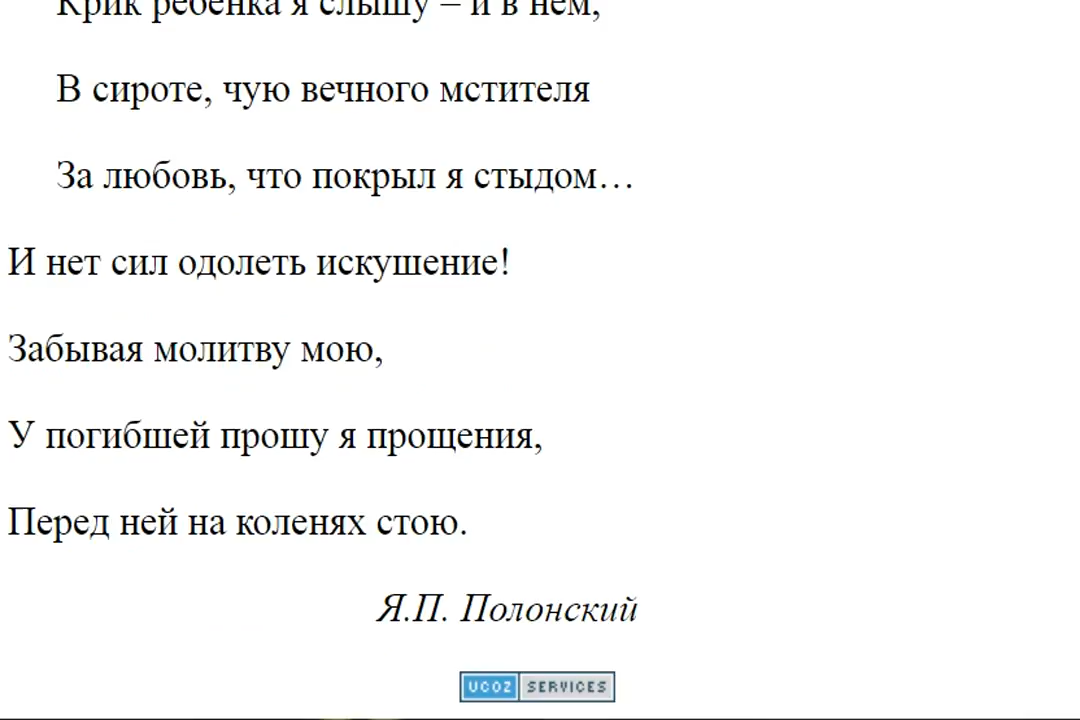 Крик ребенка я слышу – и в нем,
В сироте, чую вечного мстителя
За любовь, что покрыл я стыдом…
И нет сил одолеть искушение!
Забывая молитву мою,
У погибшей прошу я прощения,
Перед ней на коленях стою.
Я.П. Полонский
UCOZ SERVICES